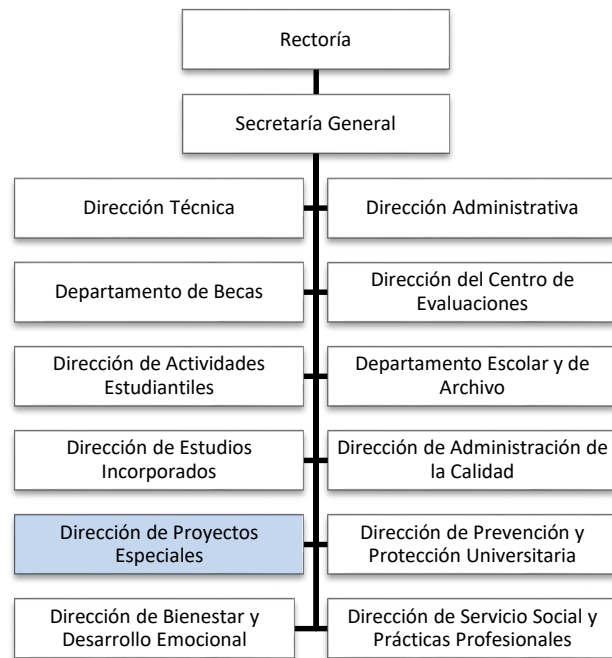 Rectoría
Secretaría General
Dirección Técnica
Dirección Administrativa
Departamento de Becas
Dirección del Centro de
Evaluaciones
Dirección de Actividades
Estudiantiles
Departamento Escolar y de
Archivo
Dirección de Estudios
Incorporados
Dirección de Administración de
la Calidad
Dirección de Proyectos
Especiales
Dirección de Prevención y
Protección Universitaria
Dirección de Bienestar y
Desarrollo Emocional
Dirección de Servicio Social y
Prácticas Profesionales